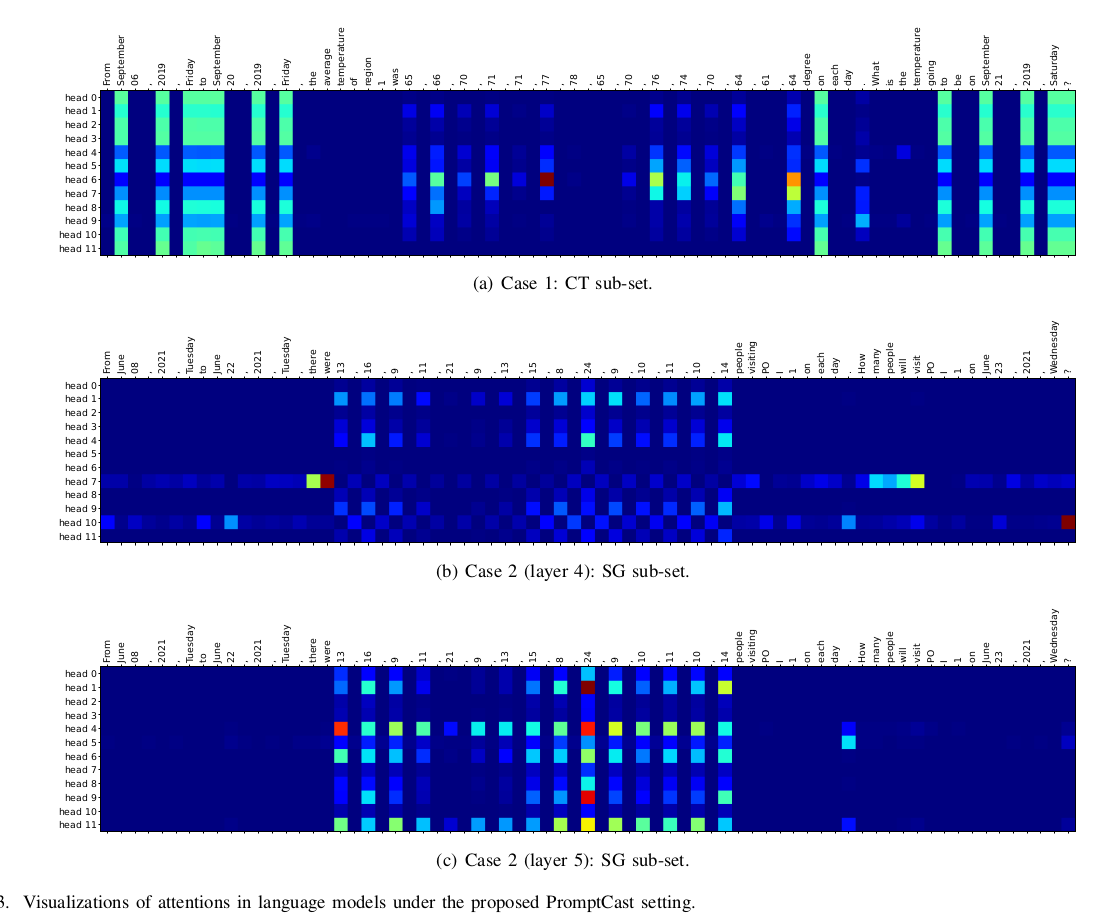 From September 06 , 2019 , Friday to September 20 , 2019 , Friday , the average temperature of region 1 was 65 , 66 , 70 , 71 , 71 , 77 , 78 , 65 , 70 , 76 , 74 , 70 , 64 , 61 , 64 degree on each day . What is the temperature going to be on September 21 , 2019 , Saturday ?
head 0
head 1
head 2
head 3
head 4
head 5
head 6
head 7
head 8
head 9
head 10
head 11
(a) Case 1: CT sub-set.
From June 08 , 2021 , Tuesday to June 22 , 2021 , Tuesday , there were 13 , 16 , 9 , 11 , 21 , 9 , 13 , 15 , 8 , 24 , 9 , 10 , 11 , 10 , 14 people visiting PO I 1 on each day . How many people will visit PO I 1 on June 23 , 2021 , Wednesday ?
head 0
head 1
head 2
head 3
head 4
head 5
head 6
head 7
head 8
head 9
head 10
head 11
(b) Case 2 (layer 4): SG sub-set.
From June 08 , 2021 , Tuesday to June 22 , 2021 , Tuesday , there were 13 , 16 , 9 , 11 , 21 , 9 , 13 , 15 , 8 , 24 , 9 , 10 , 11 , 10 , 14 people visiting PO I 1 on each day . How many people will visit PO I 1 on June 23 , 2021 , Wednesday ?
head 0
head 1
head 2
head 3
head 4
head 5
head 6
head 7
head 8
head 9
head 10
head 11
(c) Case 2 (layer 5): SG sub-set.
3. Visualizations of attentions in language models under the proposed PromptCast setting.